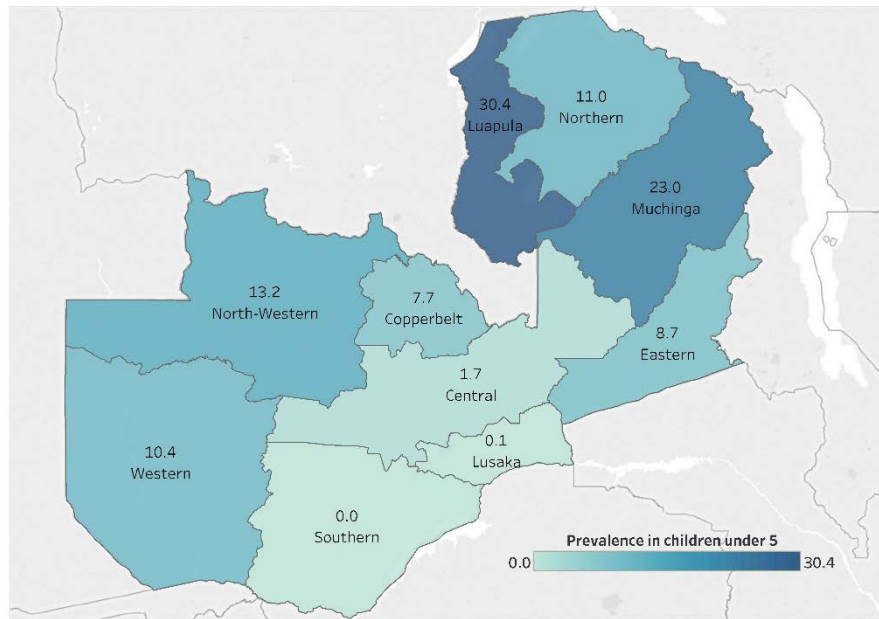 30.4
Luapula
11.0
Northern
23.0
Muchinga
13.2
North-Western
7.7
Copperbelt
8.7
Eastern
1.7
Central
10.4
Western
0.1
Lusaka
0.0
Southern
Prevalence in children under 5
0.0 30.4